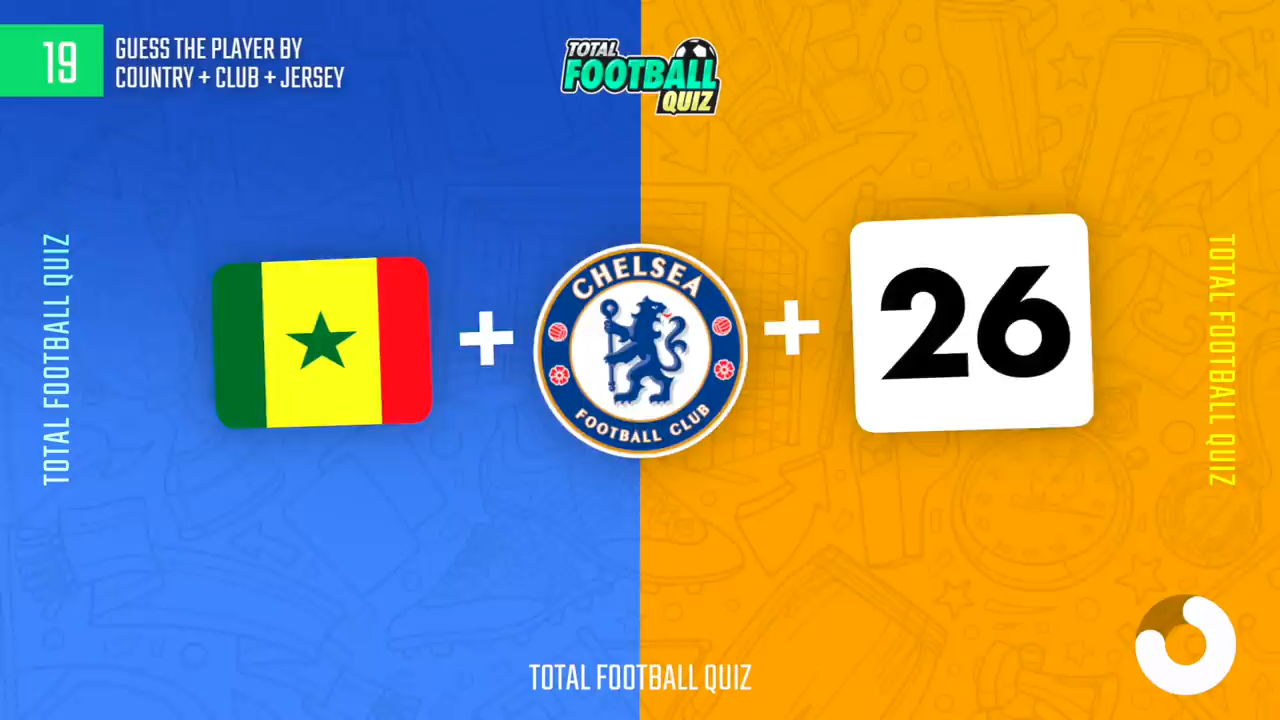 19
GUESS THE PLAYER BY
COUNTRY + CLUB + JERSEY
TOTAL
FOOTBALL
QUIZ
TOTAL FOOTBALL QUIZ
+
CHELSEA
FOOTBALL CLUB
+
26
TOTAL FOOTBALL QUIZ
TOTAL FOOTBALL QUIZ